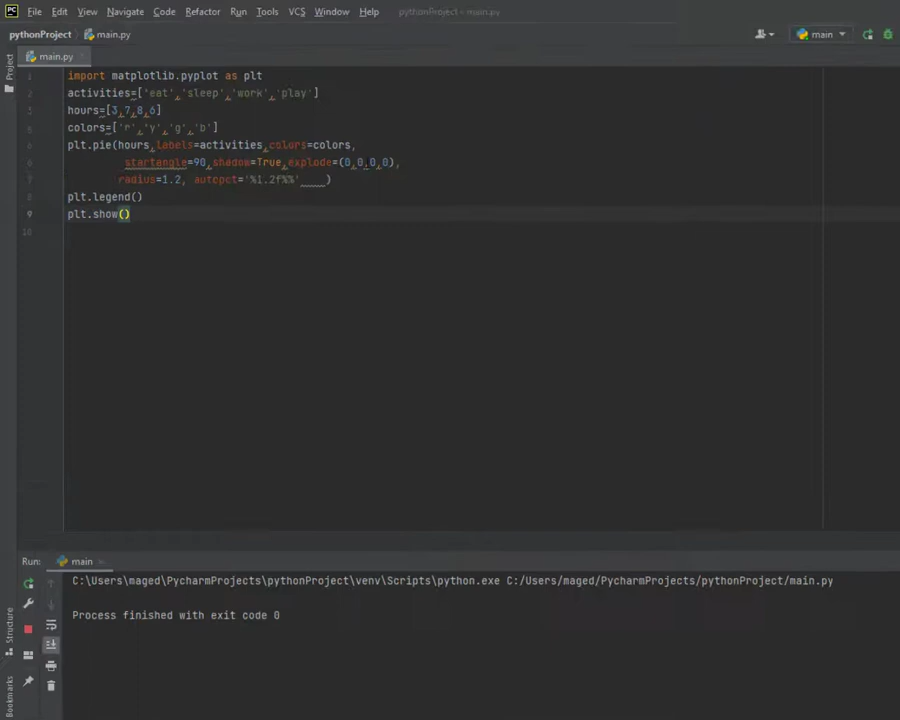 PC File Edit View Navigate Code Refactor Run Tools VCS Window Help pythonProject - main.py
pythonProject main.py main
Project
main.py
1 import matplotlib.pyplot as plt
2 activities=['eat','sleep','work','play']
hours=[3,7,8,6]
colors=['r','y','g','b']
plt.pie(hours,labels=activities,colors=colors,
startangle=90,shadow=True,explode=(0,0,0,0),
7 radius=1.2, autopct='%1.2f%%' )
8 plt.legend()
9 plt.show()
10
Run: main
C:\Users\maged\PycharmProjects\pythonProject\venv\Scripts\python.exe C:/Users/maged/PycharmProjects/pythonProject/main.py
Process finished with exit code 0
Structure
Bookmarks